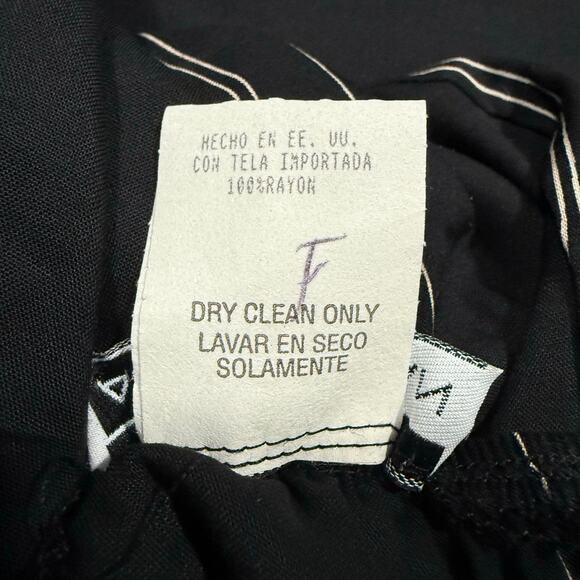 HECHO EN EE. UU.
CON TELA IMPORTADA
100%RAYON
F
DRY CLEAN ONLY
LAVAR EN SECO
SOLAMENTE